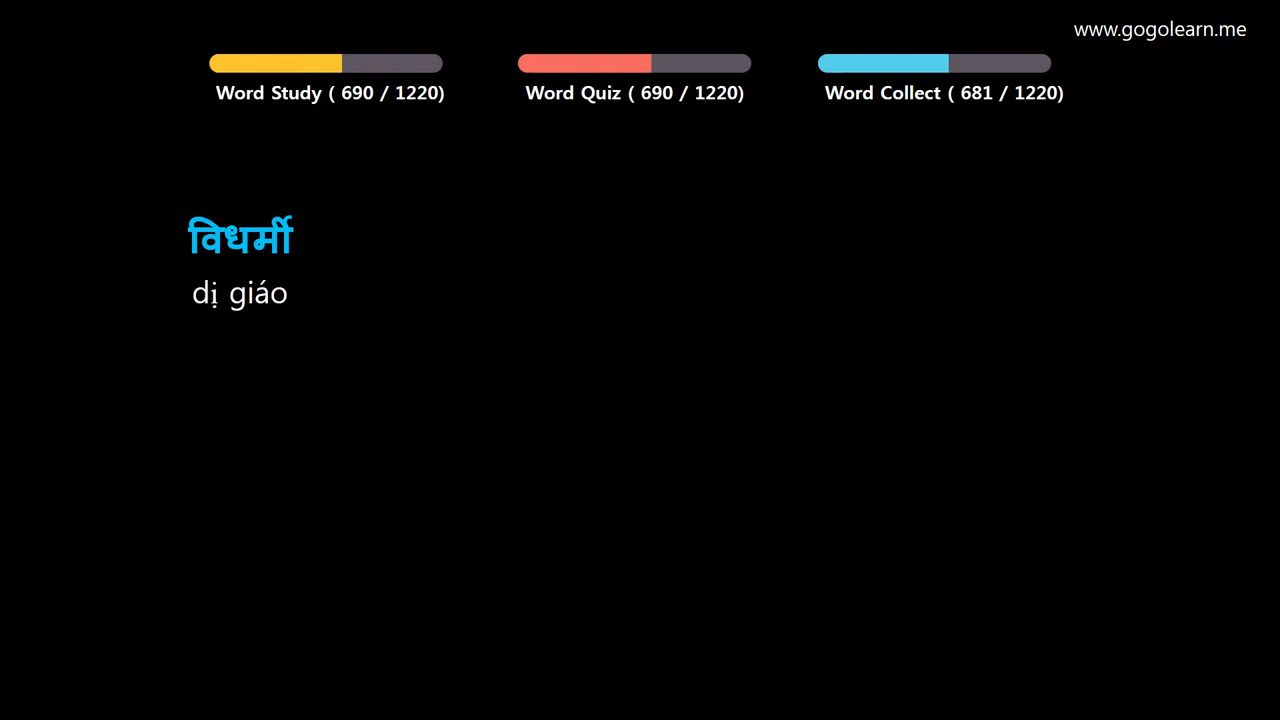 www.gogolearn.me
Word Study ( 690 / 1220)
Word Quiz ( 690 / 1220)
Word Collect ( 681 / 1220)
विधर्मी
dị giáo